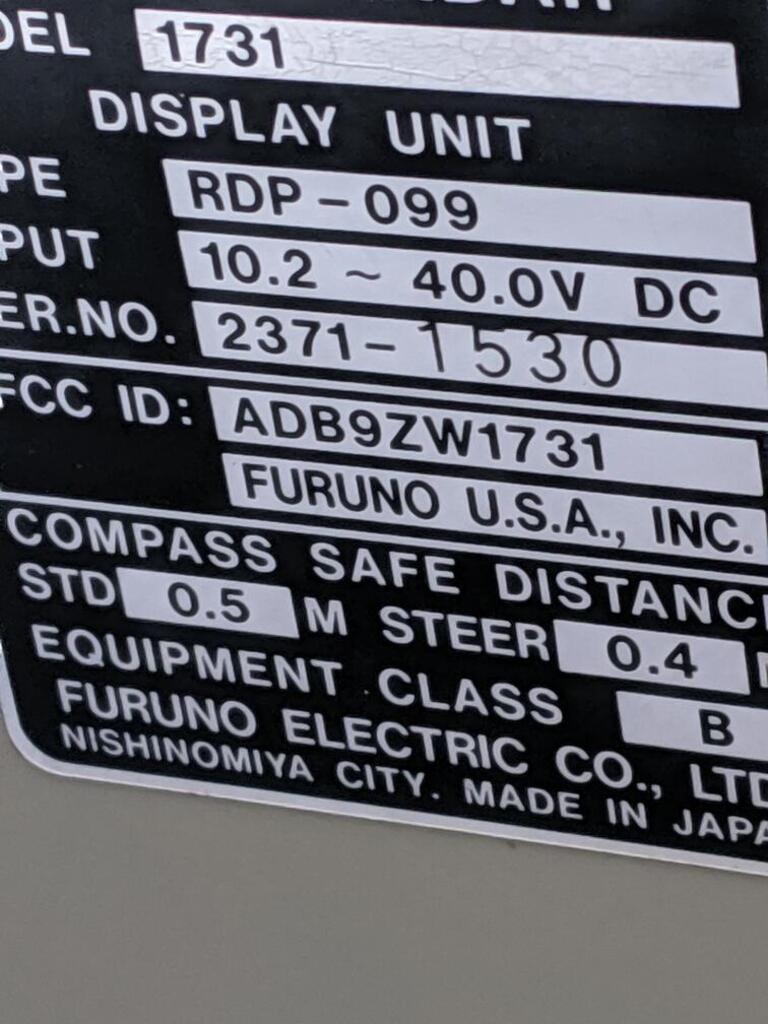 DEL 1731
DISPLAY UNIT
PE RDP-099
PUT 10.2 ~ 40.0V DC
ER.NO. 2371-1530
FCC ID: ADB9ZW1731
FURUNO U.S.A., INC.
COMPASS SAFE DISTANC
STD 0.5 M STEER 0.4
EQUIPMENT CLASS B
FURUNO ELECTRIC CO., LTD
NISHINOMIYA CITY. MADE IN JAPA